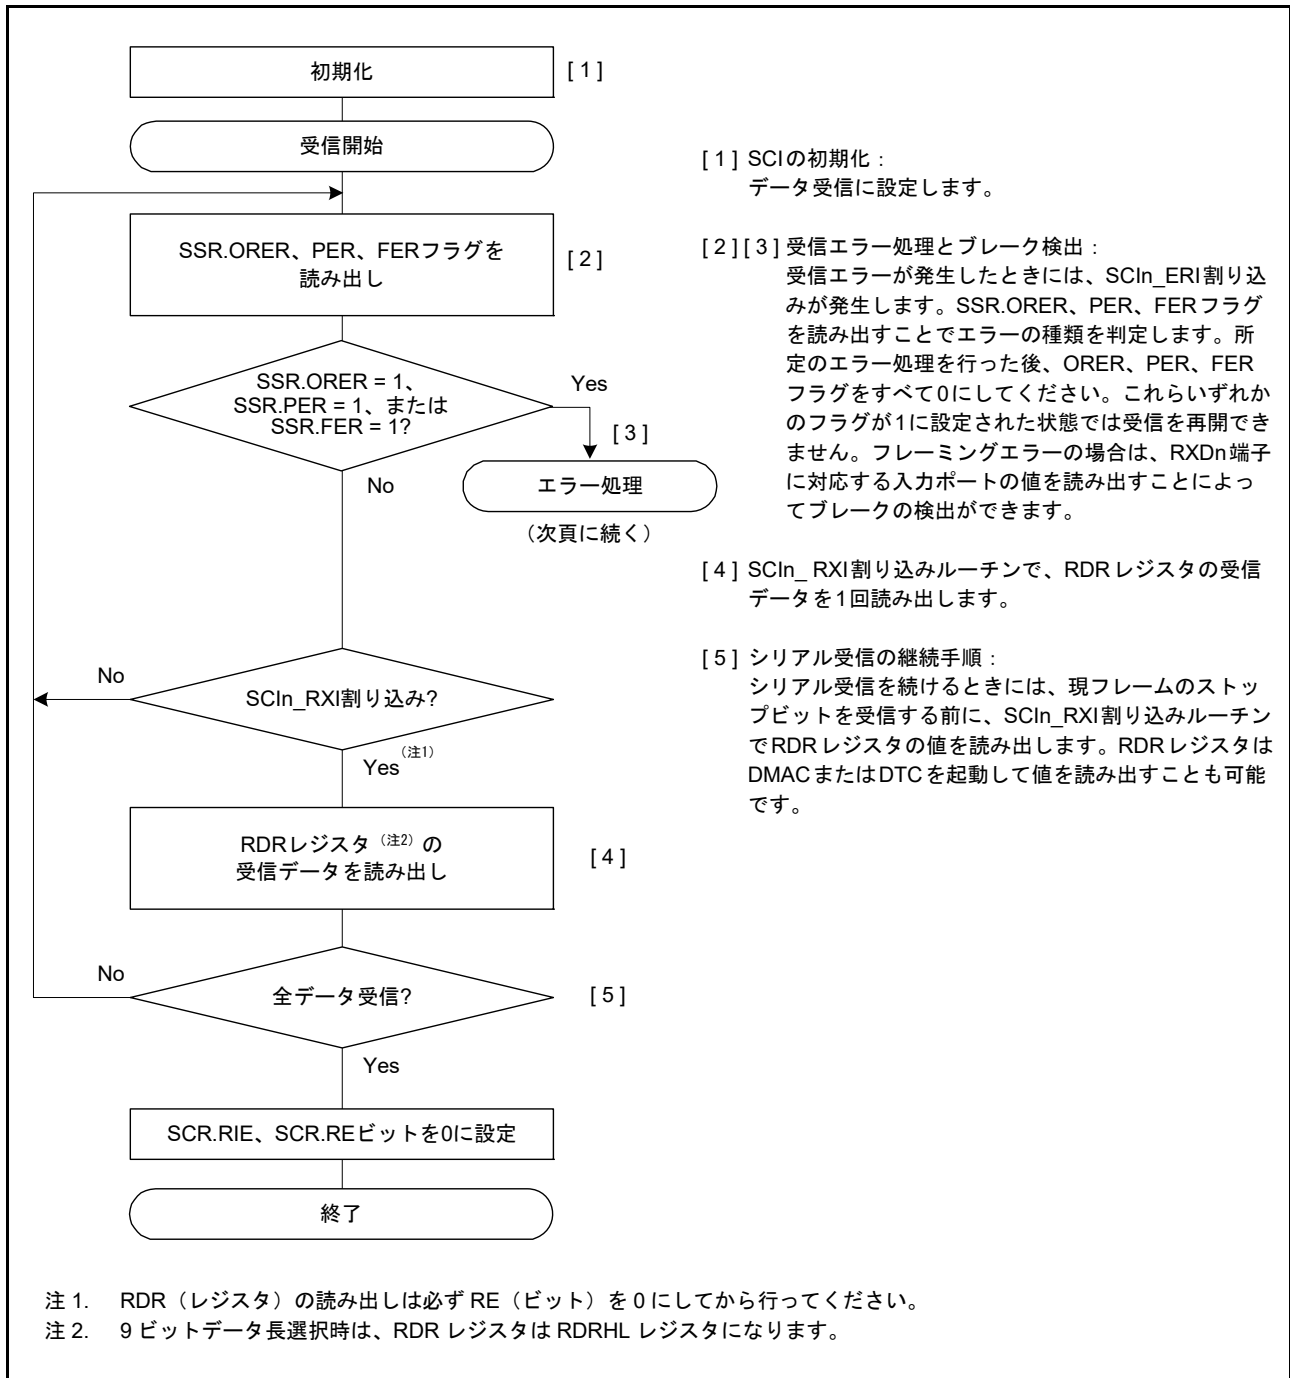 初期化
[ 1 ]
受信開始
SSR.ORER、PER、FERフラグを
読み出し
[ 2 ]
SSR.ORER = 1、
SSR.PER = 1、または
SSR.FER = 1?
Yes
[ 3 ]
No
エラー処理
（次頁に続く）
No
SCIn_RXI割り込み?
Yes（注1）
RDRレジスタ（注2）の
受信データを読み出し
[ 4 ]
No
全データ受信?
[ 5 ]
Yes
SCR.RIE、SCR.REビットを0に設定
終了
[ 1 ] SCIの初期化：
データ受信に設定します。
[ 2 ][ 3 ] 受信エラー処理とブレーク検出：
受信エラーが発生したときには、SCIn_ERI割り込
みが発生します。SSR.ORER、PER、FERフラグ
を読み出すことでエラーの種類を判定します。所
定のエラー処理を行った後、ORER、PER、FER
フラグをすべて0にしてください。これらいずれか
のフラグが1に設定された状態では受信を再開でき
ません。フレーミングエラーの場合は、RXDn端子
に対応する入力ポートの値を読み出すことによっ
てブレークの検出ができます。
[ 4 ] SCIn_ RXI割り込みルーチンで、RDRレジスタの受信
データを1回読み出します。
[ 5 ] シリアル受信の継続手順：
シリアル受信を続けるときには、現フレームのストッ
プビットを受信する前に、SCIn_RXI割り込みルーチン
でRDRレジスタの値を読み出します。RDRレジスタは
DMACまたはDTCを起動して値を読み出すことも可能
です。
注 1. RDR（レジスタ）の読み出しは必ず RE（ビット）を 0 にしてから行ってください。
注 2. 9 ビットデータ長選択時は、RDR レジスタは RDRHL レジスタになります。